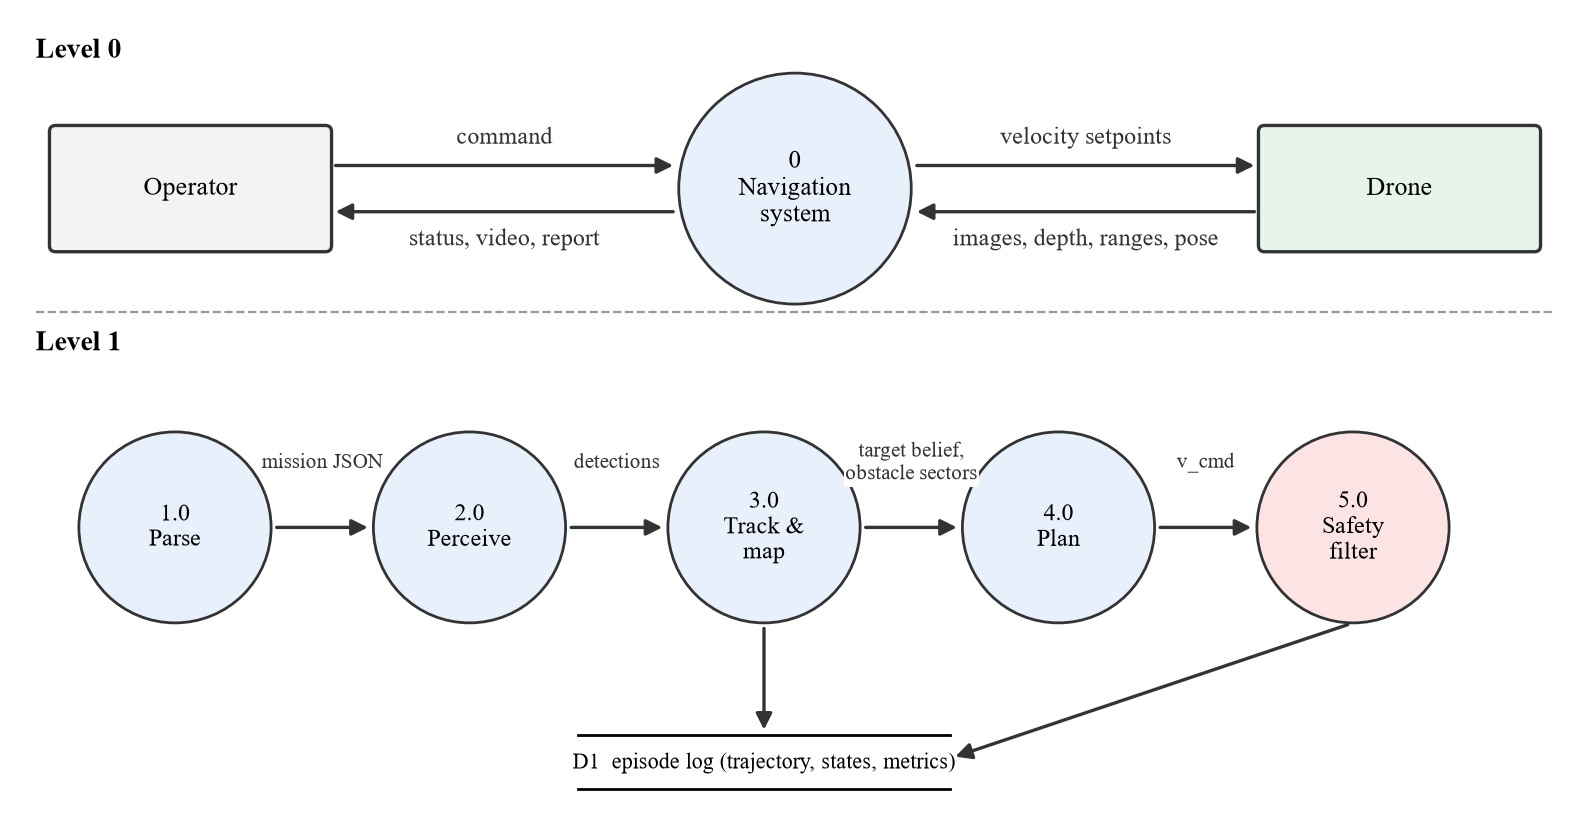 Level 0
command
velocity setpoints
Operator
0
Navigation
system
Drone
status, video, report
images, depth, ranges, pose
Level 1
mission JSON
detections
target belief,
obstacle sectors
v_cmd
1.0
Parse
2.0
Perceive
3.0
Track &
map
4.0
Plan
5.0
Safety
filter
D1 episode log (trajectory, states, metrics)